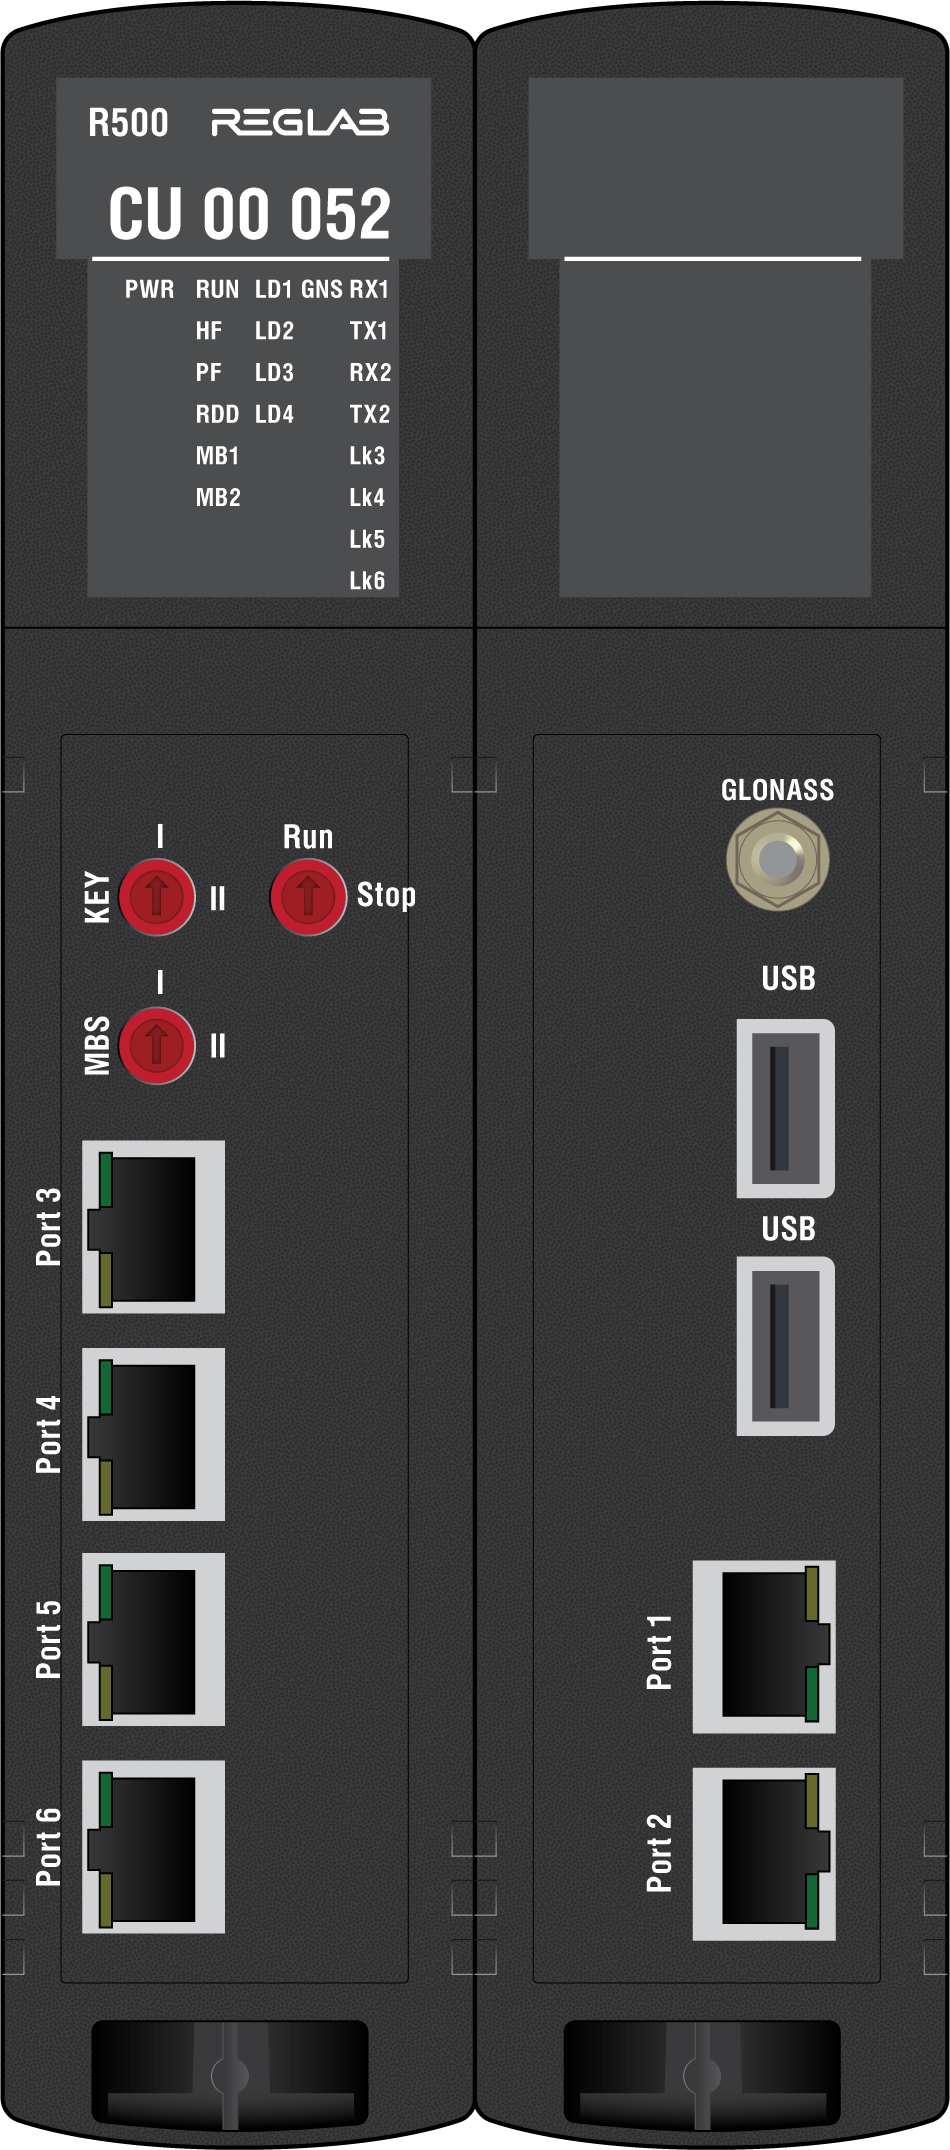 R500 REGLAB
CU 00 052
PWR RUN LD1 GNS RX1
HF LD2 TX1
PF LD3 RX2
RDD LD4 TX2
MB1 Lk3
MB2 Lk4
Lk5
Lk6
I Run
KEY II Stop
I
MBS II
Port 3
Port 4
Port 5
Port 6
GLONASS
USB
USB
Port 1
Port 2